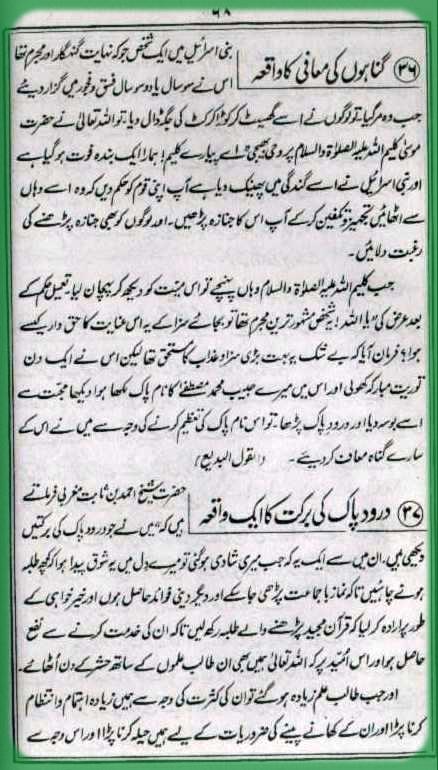 ۶۸
۳۶ گناہوں کی معافی کا واقعہ
بنی اسرائیل میں ایک شخص جو کہ نہایت گنہگار اور مجرم تھا
اس نے سو سال یا دو سو سال فسق و فجور میں گزار دیئے
جب وہ مر گیا تو لوگوں نے اسے گھسیٹ کر کوڑا کرکٹ کی جگہ ڈال دیا، تو اللہ تعالیٰ نے حضرت
موسیٰ کلیم اللہ علیہ الصلوٰۃ والسلام پر وحی بھیجی "اے پیارے کلیم! ہمارا ایک بندہ فوت ہو گیا ہے
اور بنی اسرائیل نے اسے گندگی میں پھینک دیا ہے آپ اپنی قوم کو حکم دیں کہ وہ اسے وہاں
سے اٹھائیں تجہیز و تکفین کر کے آپ اس کا جنازہ پڑھیں۔ اور لوگوں کو بھی جنازہ پڑھنے کی
رغبت دلائیں۔
جب کلیم اللہ علیہ الصلوٰۃ والسلام وہاں پہنچے تو اس میّت کو دیکھ کر پہچان لیا۔ تعمیل حکم کے
بعد عرض کی "یا اللہ! یہ شخص مشہور ترین مجرم تھا تو بجائے سزا کے یہ اس عنایت کا حق دار کیسے
ہوا؟ فرمان آیا کہ بے شک یہ بہت بڑی سزا و عذاب کا مستحق تھا لیکن اس نے ایک دن
توریت مبارکہ کھولی اور اس میں میرے حبیب محمد مصطفےٰ کا نام پاک لکھا ہوا دیکھا محبت سے
اسے بوسہ دیا اور درود پاک پڑھا۔ تو اس نام پاک کی تعظیم کرنے کی وجہ سے میں نے اس کے
سارے گناہ معاف کر دیئے۔ (القول البدیع)
۳۷ درود پاک کی برکت کا ایک واقعہ
حضرت شیخ احمد بن ثابت مغربی فرماتے
ہیں کہ "میں نے جو درود پاک کی برکتیں
دیکھی ہیں، ان میں سے ایک یہ کہ جب میری شادی ہو گئی تو میرے دل میں یہ شوق پیدا ہوا کہ کچھ طلبہ
ہونے چاہئیں تاکہ نماز با جماعت پڑھی جا سکے اور دیگر دینی فوائد حاصل ہوں اور خیر خواہی کے
طور پر ارادہ کر لیا کہ قرآن مجید پڑھنے والے طلبہ رکھ لیں تاکہ ان کی خدمت کرنے سے نفع
حاصل ہو اور اس امّید پر کہ اللہ تعالیٰ ہمیں بھی ان طالب علموں کے ساتھ حشر کے دن اُٹھائے۔
اور جب طالب علم زیادہ ہو گئے تو ان کی کثرت کی وجہ سے ہمیں زیادہ اہتمام و انتظام
کرنا پڑا اور ان کے کھانے پینے کی ضروریات کے لیے ہمیں حیلہ کرنا پڑا اور اس وجہ سے